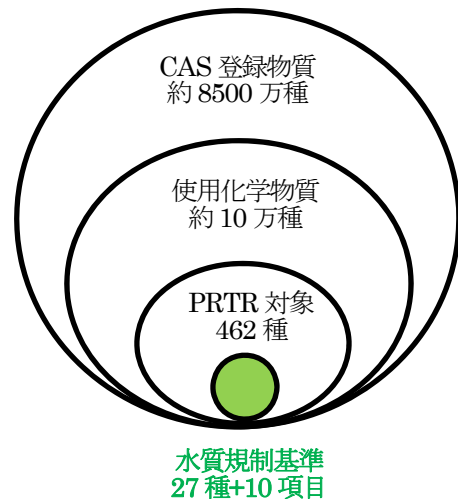 CAS 登録物質
約 8500 万種
使用化学物質
約 10 万種
PRTR 対象
462 種
水質規制基準
27 種+10 項目